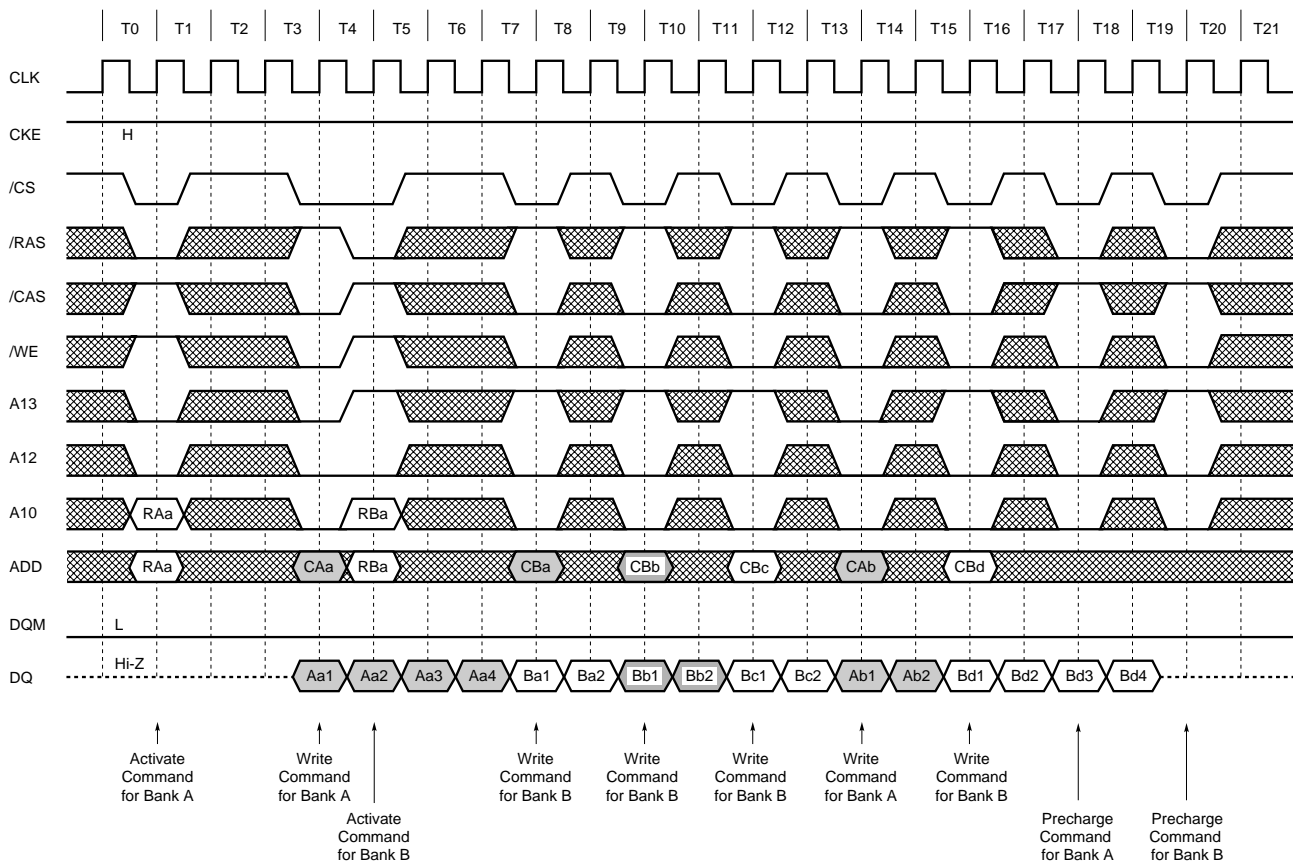 T0 T1 T2 T3 T4 T5 T6 T7 T8 T9 T10 T11 T12 T13 T14 T15 T16 T17 T18 T19 T20 T21
CLK
CKE H
/CS
/RAS
/CAS
/WE
A13
A12
A10 RAa RBa
ADD RAa CAa RBa CBa CBb CBc CAb CBd
DQM L
Hi-Z
DQ Aa1 Aa2 Aa3 Aa4 Ba1 Ba2 Bb1 Bb2 Bc1 Bc2 Ab1 Ab2 Bd1 Bd2 Bd3 Bd4
Activate
Command
for Bank A
Write
Command
for Bank A
Activate
Command
for Bank B
Write
Command
for Bank B
Write
Command
for Bank B
Write
Command
for Bank B
Write
Command
for Bank A
Write
Command
for Bank B
Precharge
Command
for Bank A
Precharge
Command
for Bank B